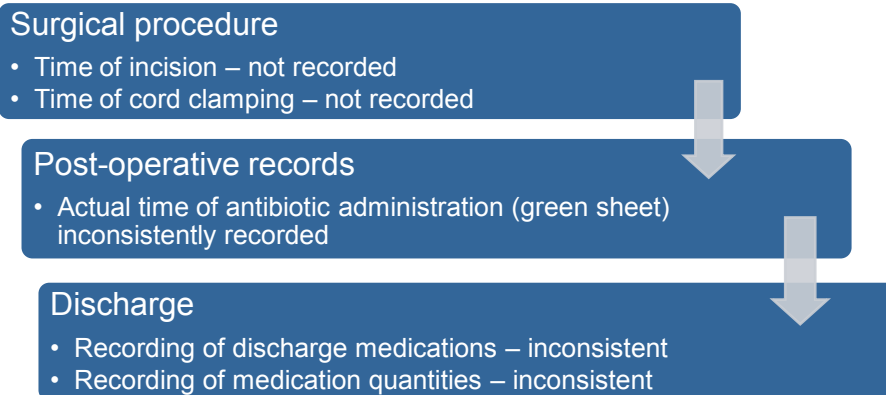 Surgical procedure
• Time of incision – not recorded
• Time of cord clamping – not recorded
Post-operative records
• Actual time of antibiotic administration (green sheet)
inconsistently recorded
Discharge
• Recording of discharge medications – inconsistent
• Recording of medication quantities – inconsistent